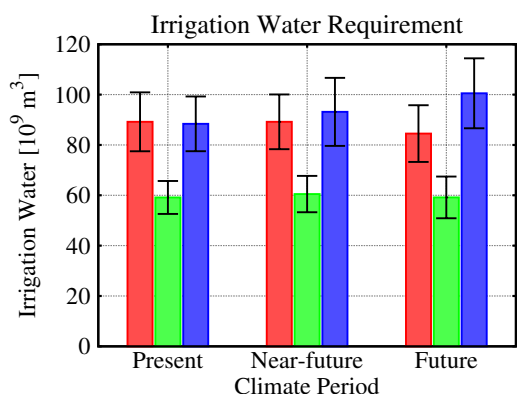 Irrigation Water Requirement
120
100
80
60
40
20
0
Irrigation Water [10⁹ m³]
Present Near-future Future
Climate Period